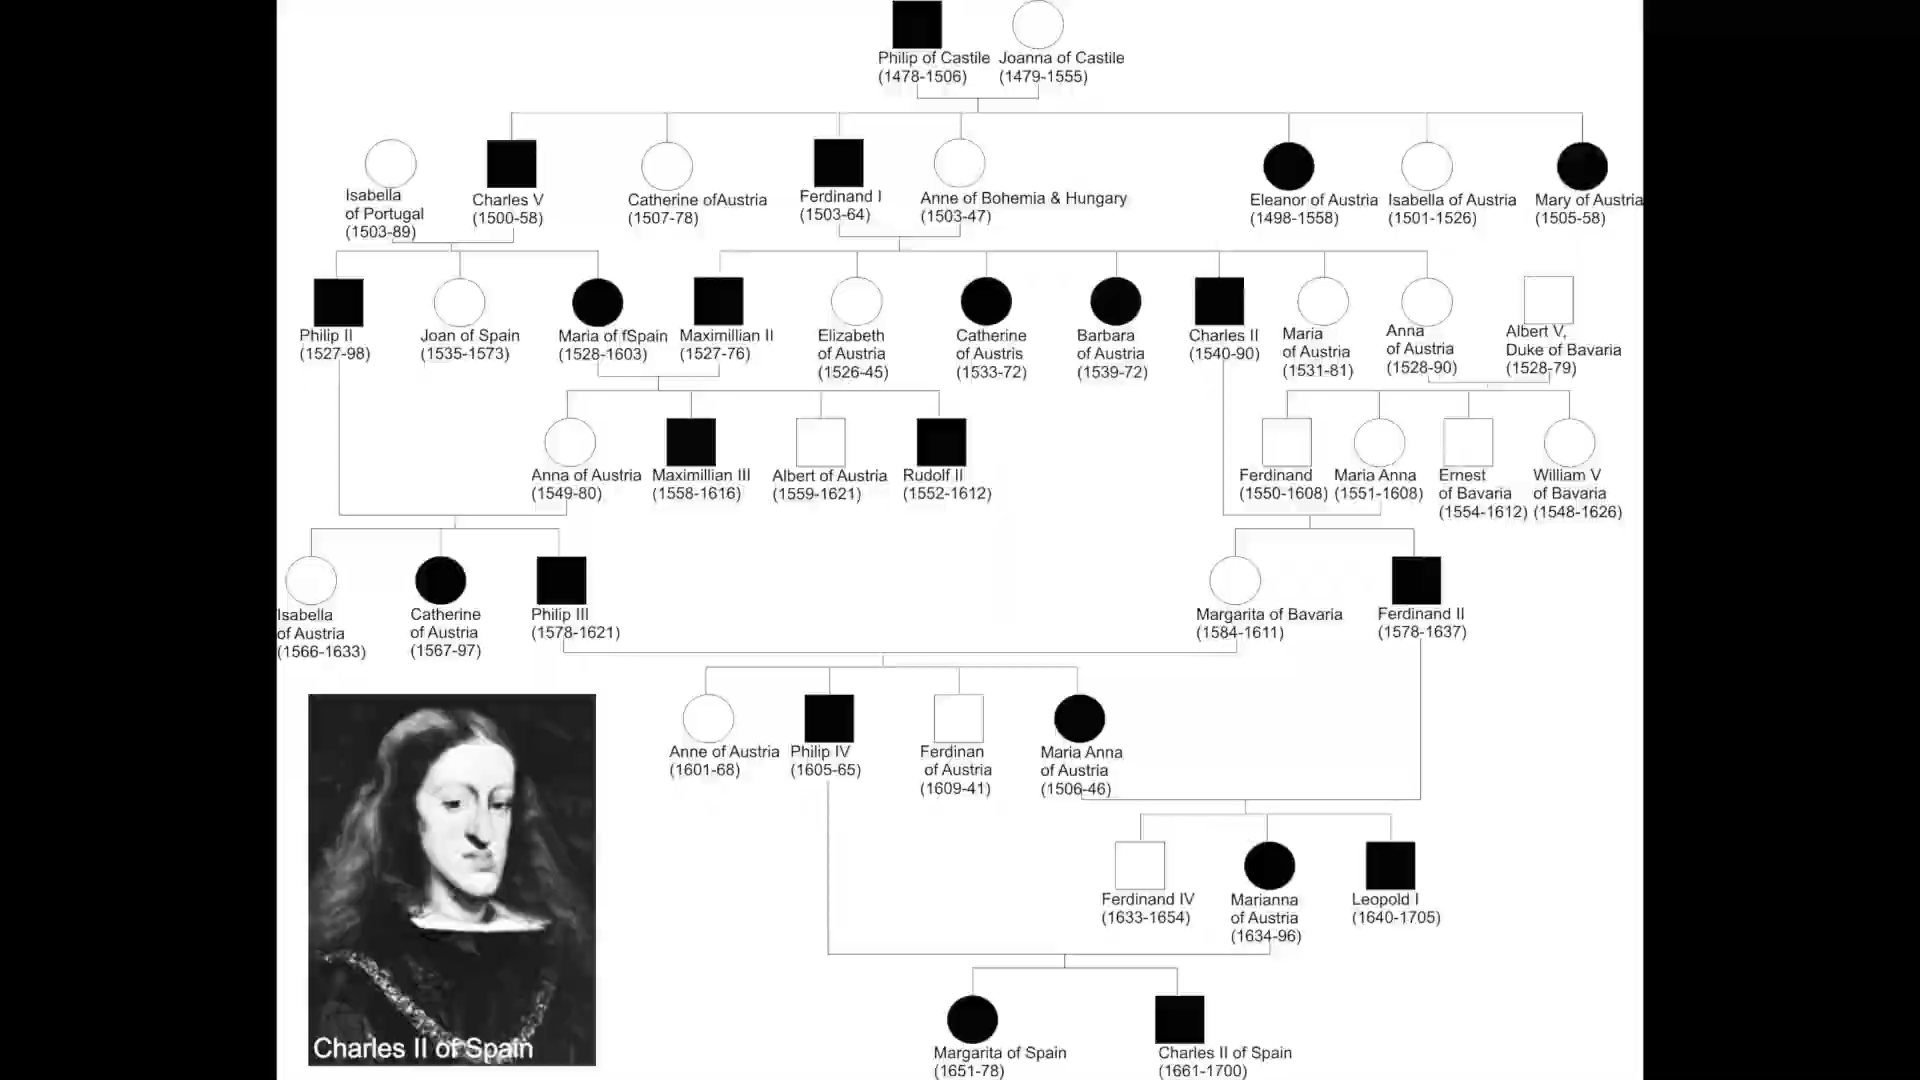 Philip of Castile
(1478-1506)
Joanna of Castile
(1479-1555)
Isabella
of Portugal
(1503-89)
Charles V
(1500-58)
Catherine ofAustria
(1507-78)
Ferdinand I
(1503-64)
Anne of Bohemia & Hungary
(1503-47)
Eleanor of Austria
(1498-1558)
Isabella of Austria
(1501-1526)
Mary of Austria
(1505-58)
Philip II
(1527-98)
Joan of Spain
(1535-1573)
Maria of fSpain
(1528-1603)
Maximillian II
(1527-76)
Elizabeth
of Austria
(1526-45)
Catherine
of Austris
(1533-72)
Barbara
of Austria
(1539-72)
Charles II
(1540-90)
Maria
of Austria
(1531-81)
Anna
of Austria
(1528-90)
Albert V,
Duke of Bavaria
(1528-79)
Anna of Austria
(1549-80)
Maximillian III
(1558-1616)
Albert of Austria
(1559-1621)
Rudolf II
(1552-1612)
Ferdinand
(1550-1608)
Maria Anna
(1551-1608)
Ernest
of Bavaria
(1554-1612)
William V
of Bavaria
(1548-1626)
Isabella
of Austria
(1566-1633)
Catherine
of Austria
(1567-97)
Philip III
(1578-1621)
Margarita of Bavaria
(1584-1611)
Ferdinand II
(1578-1637)
Anne of Austria
(1601-68)
Philip IV
(1605-65)
Ferdinan
of Austria
(1609-41)
Maria Anna
of Austria
(1506-46)
Ferdinand IV
(1633-1654)
Marianna
of Austria
(1634-96)
Leopold I
(1640-1705)
Margarita of Spain
(1651-78)
Charles II of Spain
(1661-1700)
Charles II of Spain